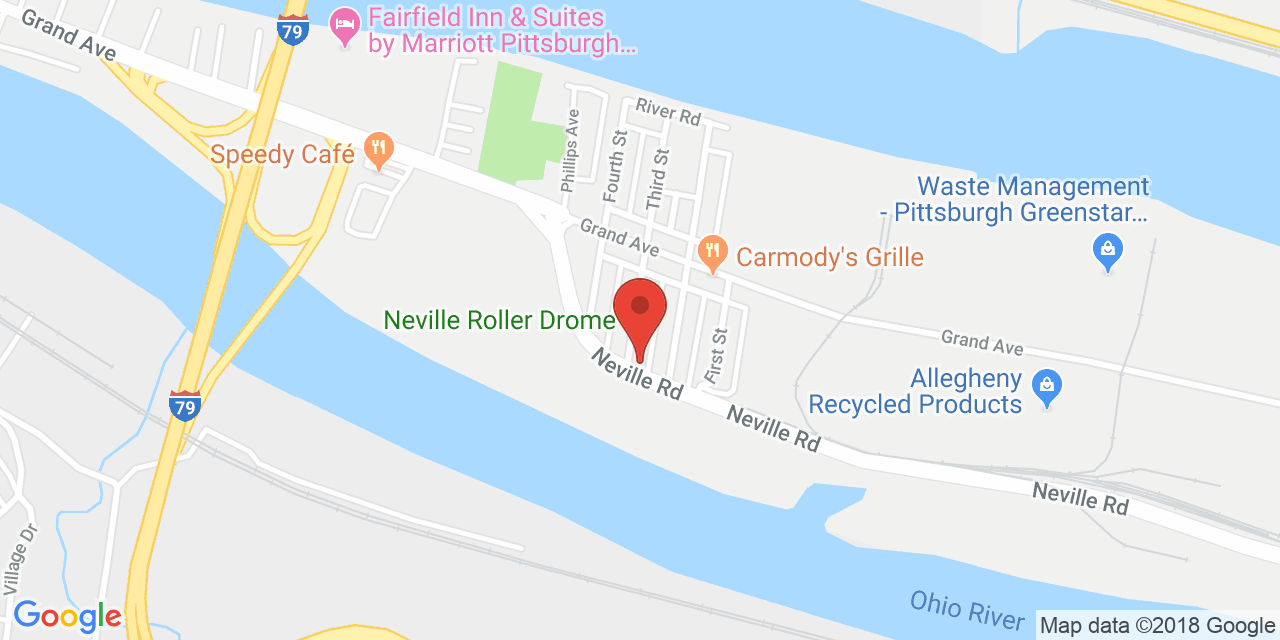 Grand Ave
79
Fairfield Inn & Suites
by Marriott Pittsburgh...
River Rd
Phillips Ave
Fourth St
Third St
Speedy Café
Waste Management
- Pittsburgh Greenstar...
Grand Ave
Carmody's Grille
Neville Roller Drome
Grand Ave
First St
Neville Rd
Allegheny
Recycled Products
79
Neville Rd
Neville Rd
Village Dr
Ohio River
Google
Map data ©2018 Google